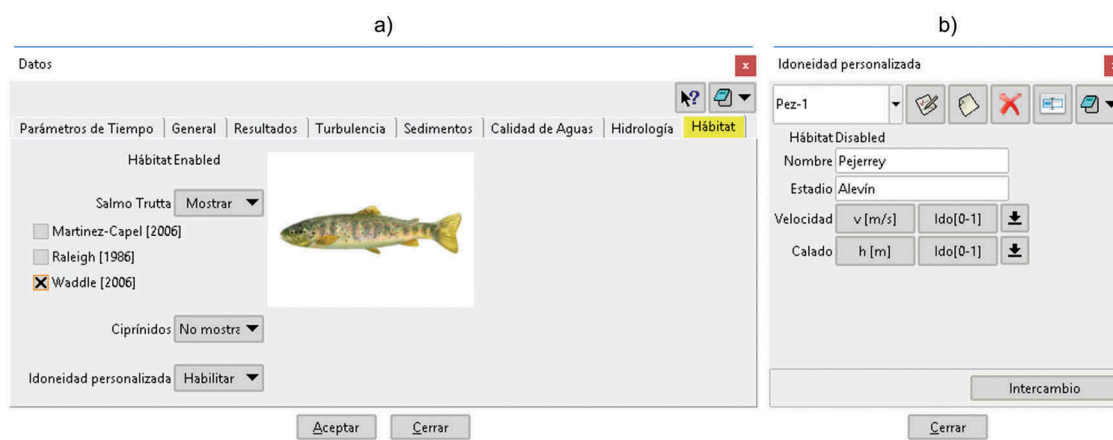 a)
Datos
Parámetros de Tiempo General Resultados Turbulencia Sedimentos Calidad de Aguas Hidrología Hábitat
Hábitat Enabled
Salmo Trutta Mostrar
Martinez-Capel [2006]
Raleigh [1986]
Waddle [2006]
Ciprínidos No mostra
Idoneidad personalizada Habilitar
Aceptar Cerrar
b)
Idoneidad personalizada
Pez-1
Hábitat Disabled
Nombre Pejerrey
Estadio Alevín
Velocidad v [m/s] Ido[0-1]
Calado h [m] Ido[0-1]
Intercambio
Cerrar